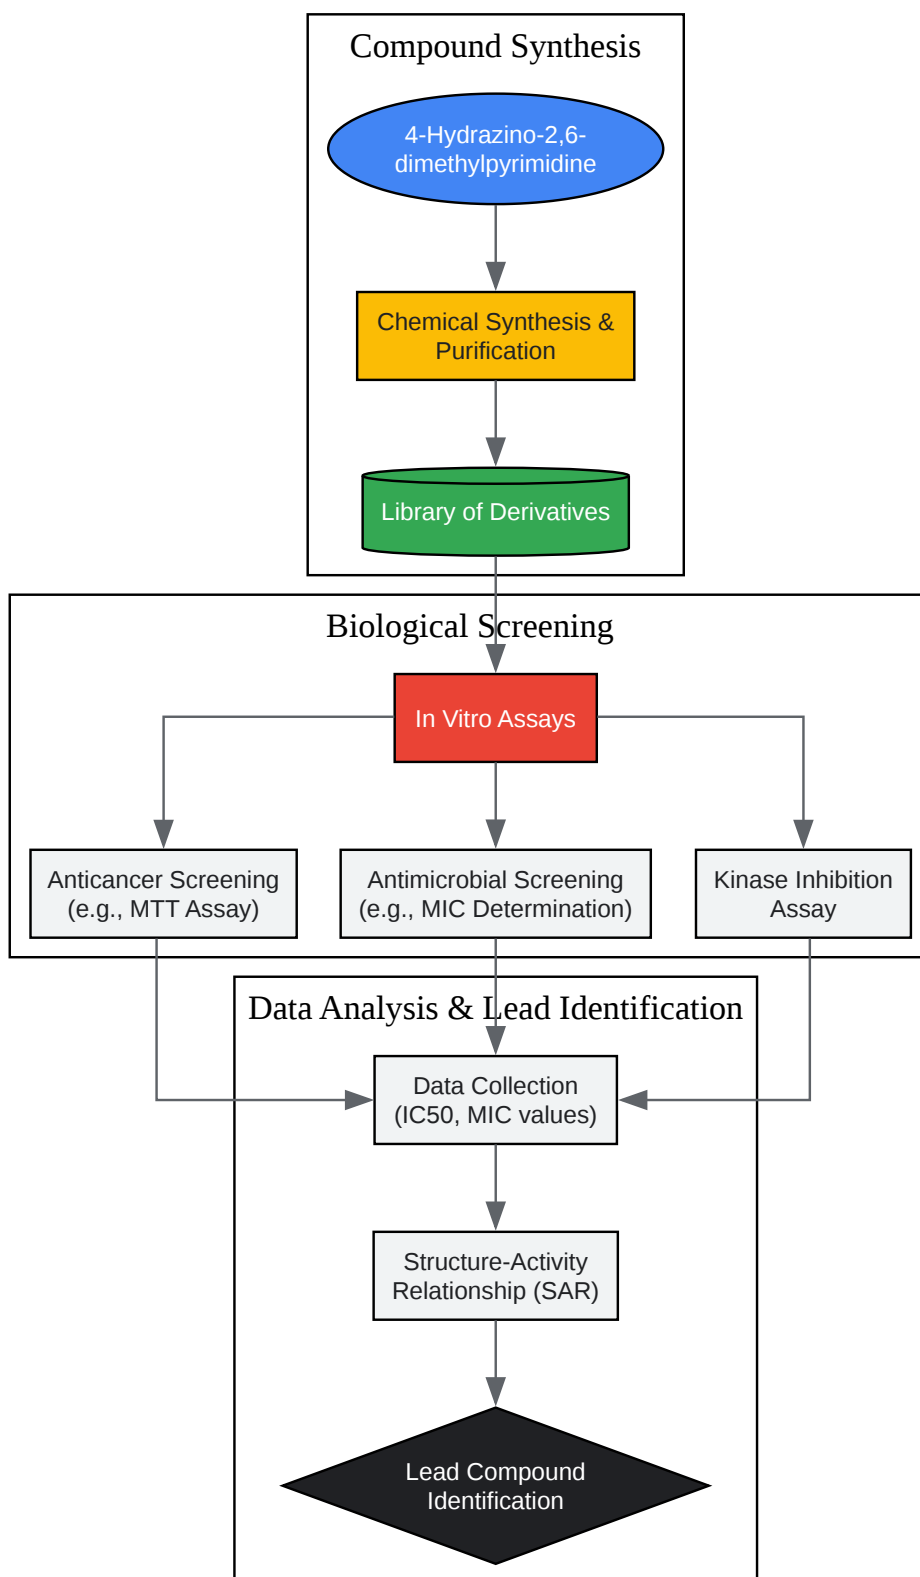 Compound Synthesis
4-Hydrazino-2,6-
dimethylpyrimidine
Chemical Synthesis &
Purification
Library of Derivatives
Biological Screening
In Vitro Assays
Anticancer Screening
(e.g., MTT Assay)
Antimicrobial Screening
(e.g., MIC Determination)
Kinase Inhibition
Assay
Data Analysis & Lead Identification
Data Collection
(IC50, MIC values)
Structure-Activity
Relationship (SAR)
Lead Compound
Identification